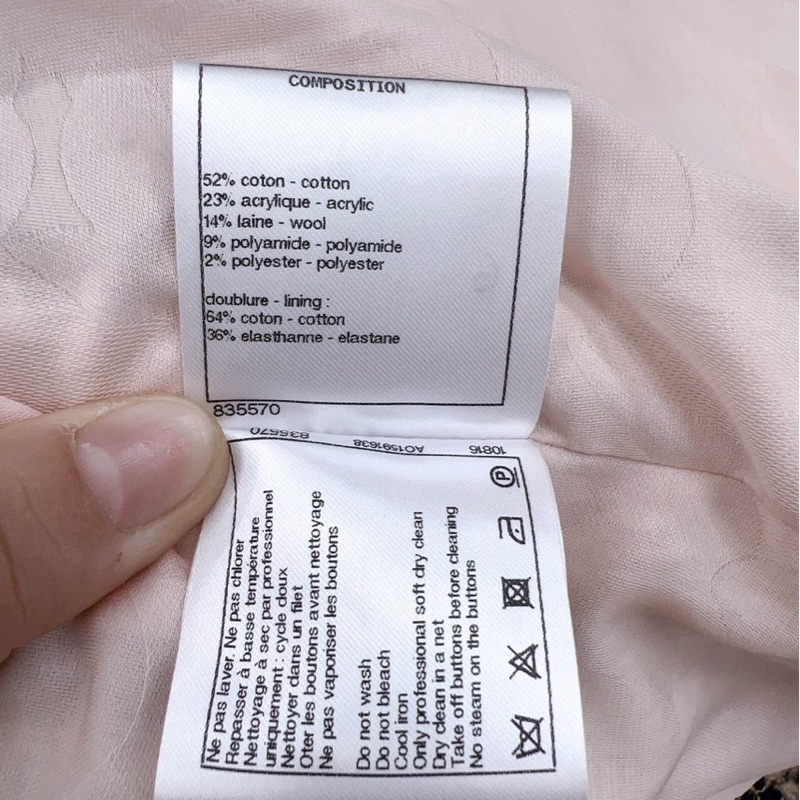 COMPOSITION
52% coton - cotton
23% acrylique - acrylic
14% laine - wool
9% polyamide - polyamide
2% polyester - polyester
doublure - lining :
64% coton - cotton
36% elasthanne - elastane
835570
835570 AO1591638 10816
Ne pas laver. Ne pas chlorer
Repasser à basse température
Nettoyage à sec par professionnel
uniquement : cycle doux
Nettoyer dans un filet
Oter les boutons avant nettoyage
Ne pas vaporiser les boutons
Do not wash
Do not bleach
Cool iron
Only professional soft dry clean
Dry clean in a net
Take off buttons before cleaning
No steam on the buttons
P